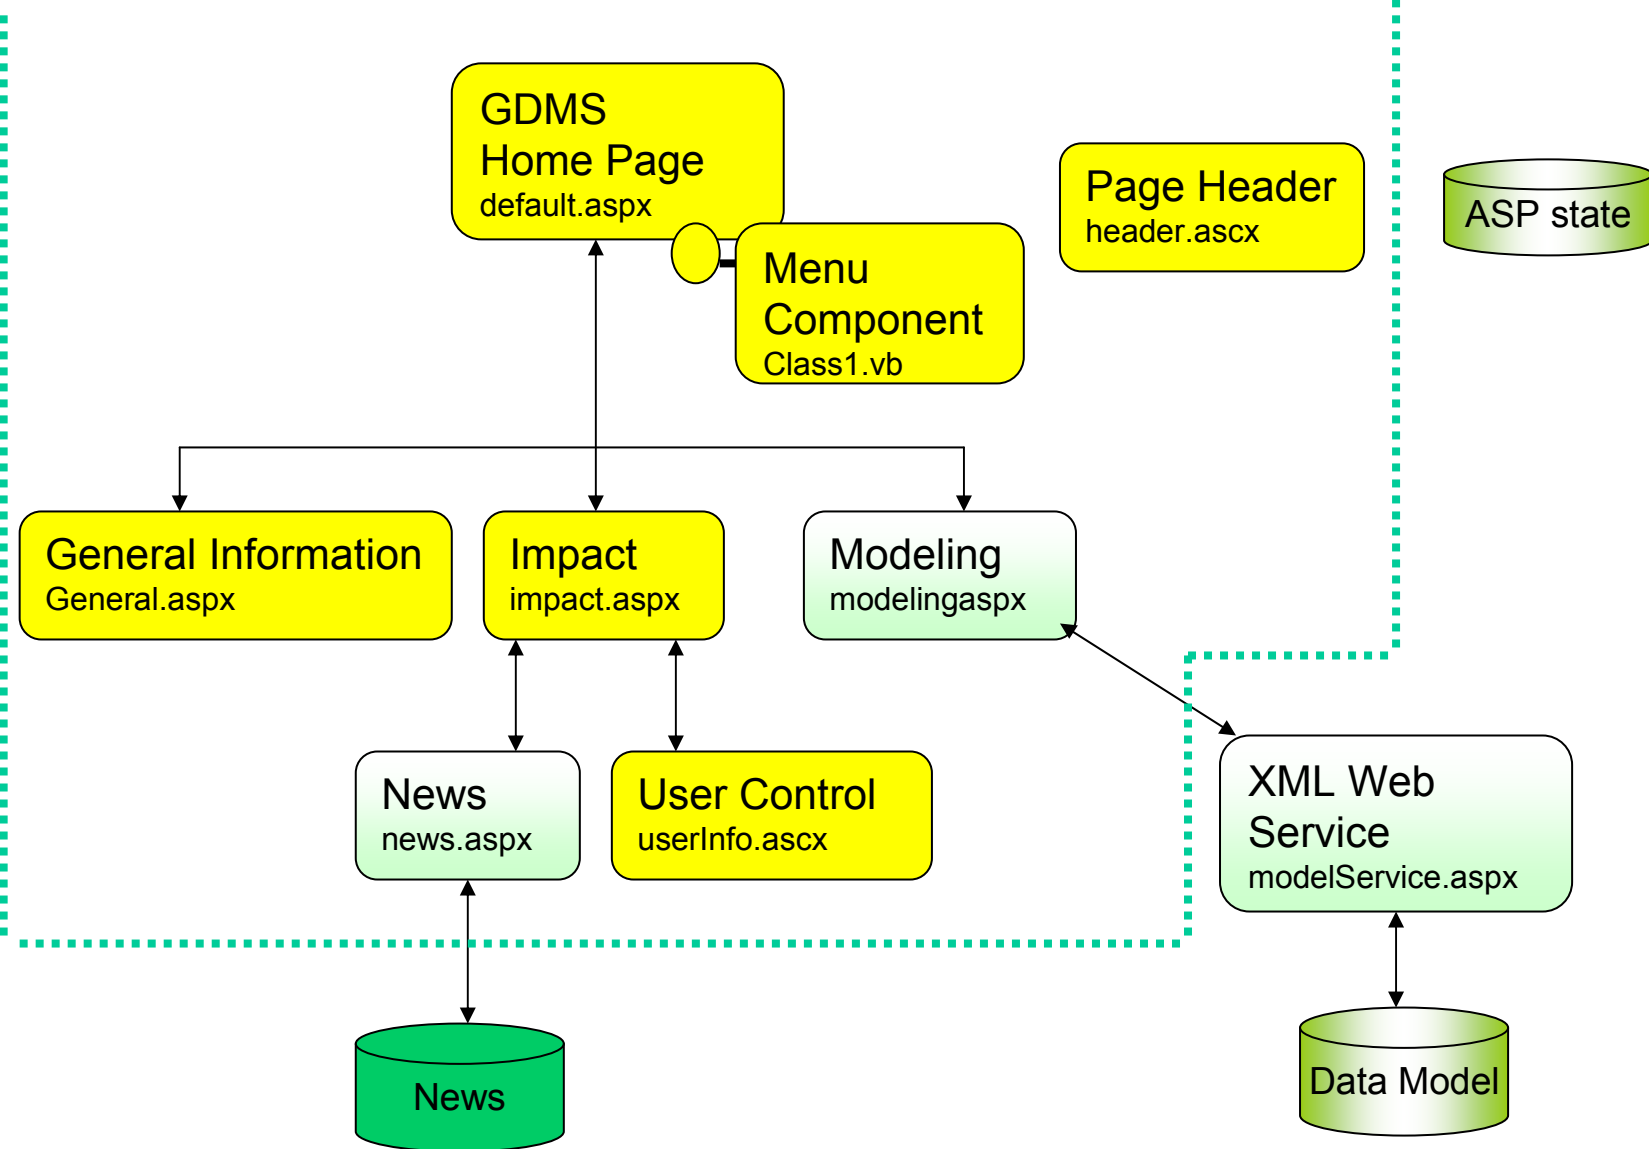 GDMS
Home Page
default.aspx
Page Header
header.ascx
ASP state
Menu
Component
Class1.vb
General Information
General.aspx
Impact
impact.aspx
Modeling
modelingaspx
News
news.aspx
User Control
userInfo.ascx
XML Web
Service
modelService.aspx
News
Data Model